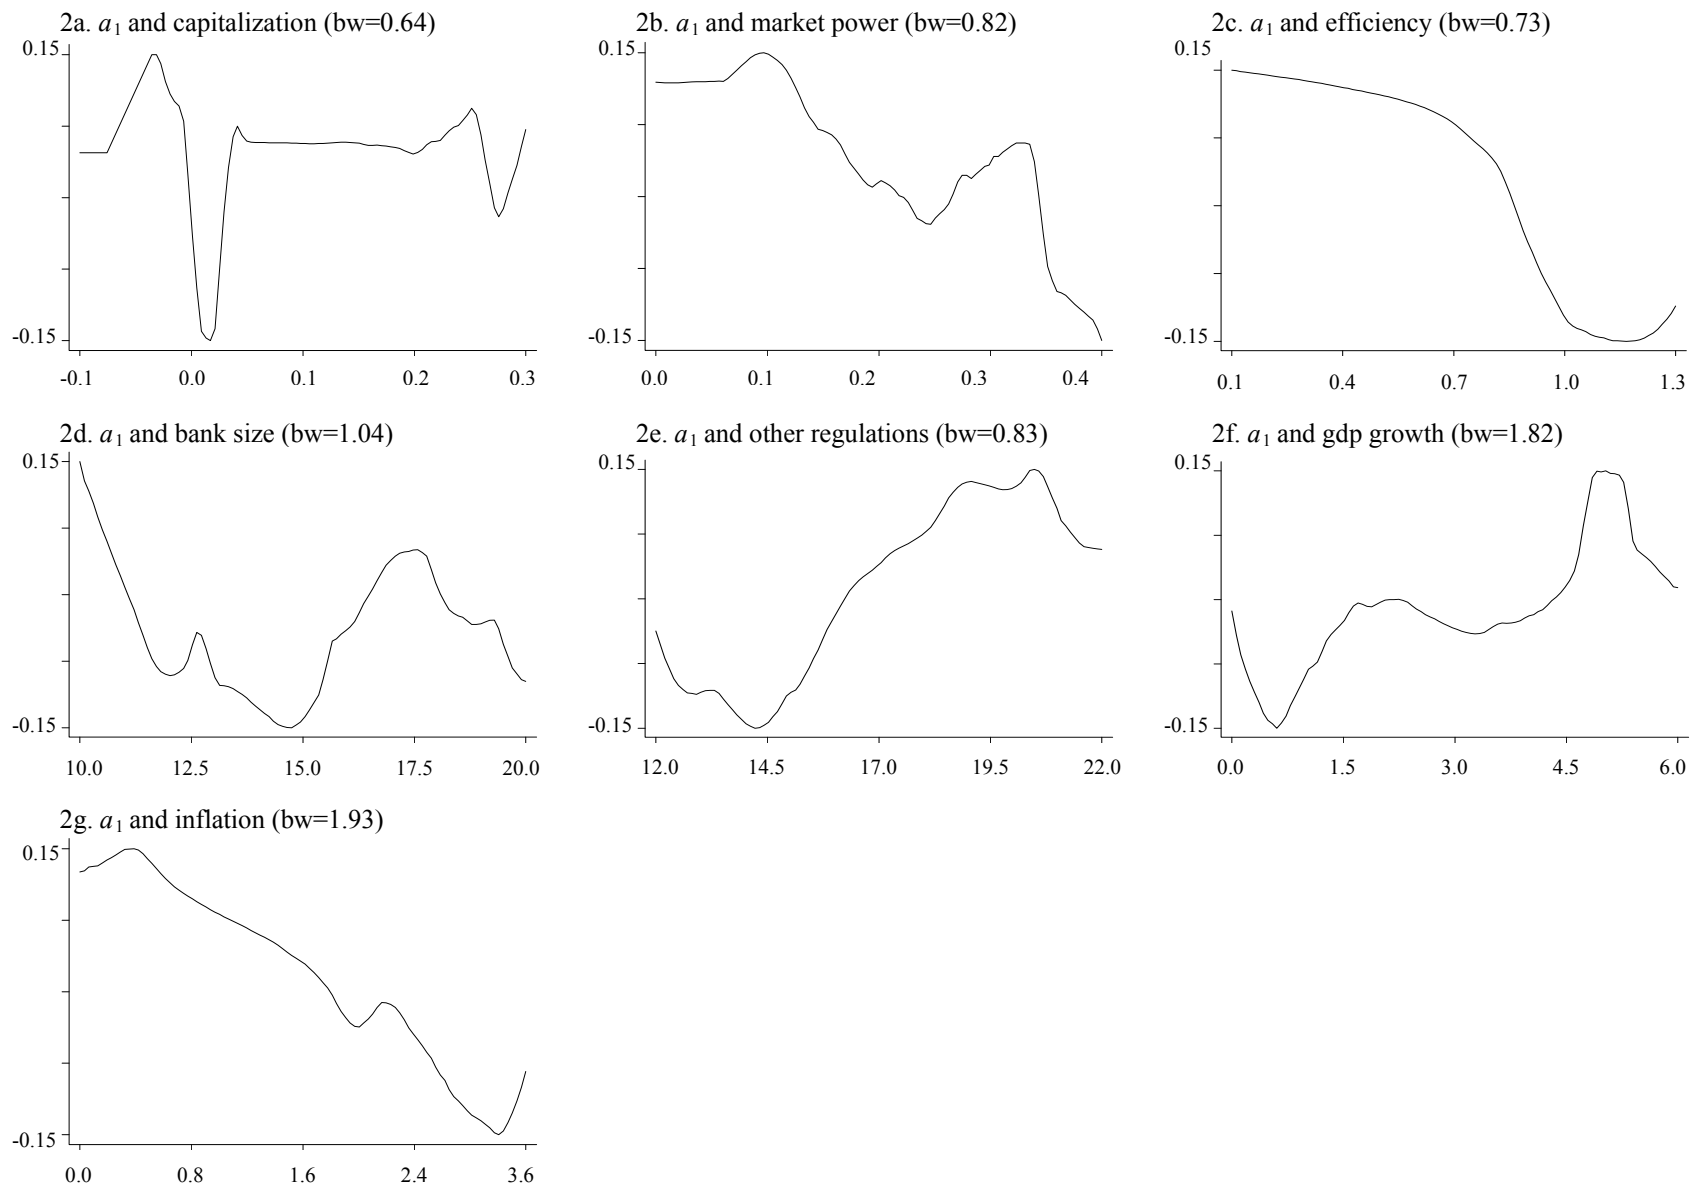 2a. a1 and capitalization (bw=0.64)
0.15
-0.15
-0.1 0.0 0.1 0.2 0.3
2b. a1 and market power (bw=0.82)
0.15
-0.15
0.0 0.1 0.2 0.3 0.4
2c. a1 and efficiency (bw=0.73)
0.15
-0.15
0.1 0.4 0.7 1.0 1.3
2d. a1 and bank size (bw=1.04)
0.15
-0.15
10.0 12.5 15.0 17.5 20.0
2e. a1 and other regulations (bw=0.83)
0.15
-0.15
12.0 14.5 17.0 19.5 22.0
2f. a1 and gdp growth (bw=1.82)
0.15
-0.15
0.0 1.5 3.0 4.5 6.0
2g. a1 and inflation (bw=1.93)
0.15
-0.15
0.0 0.8 1.6 2.4 3.6